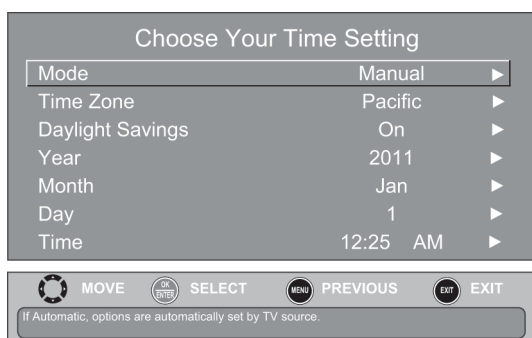 Choose Your Time Setting
Mode Manual
Time Zone Pacific
Daylight Savings On
Year 2011
Month Jan
Day 1
Time 12:25 AM
MOVE OK ENTER SELECT MENU PREVIOUS EXIT EXIT
If Automatic, options are automatically set by TV source.